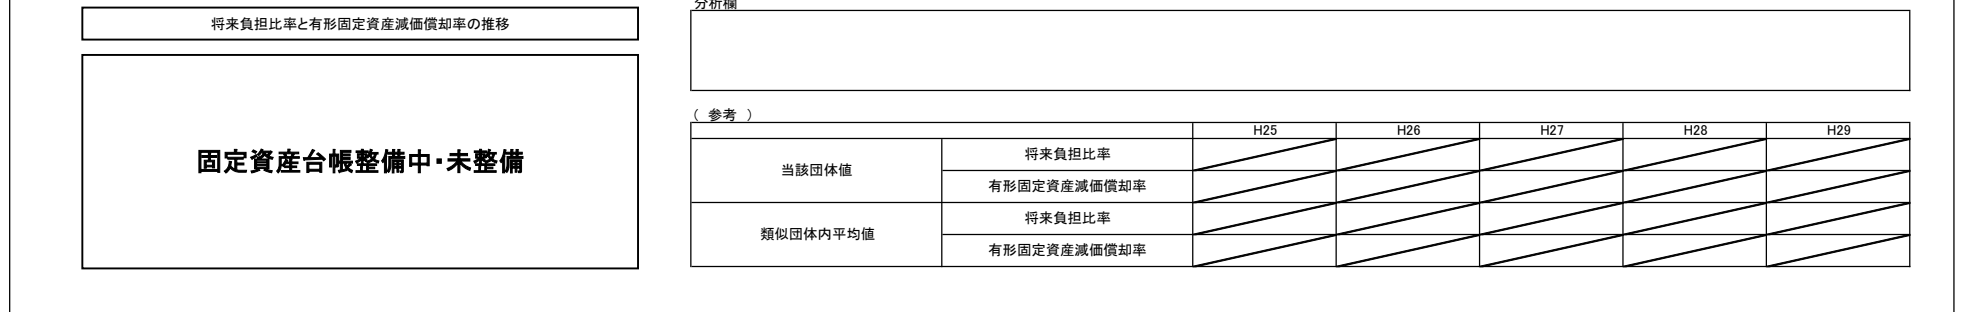 将来負担比率と有形固定資産減価償却率の推移
固定資産台帳整備中・未整備
分析欄
（ 参考 ）
H25 H26 H27 H28 H29
当該団体値
将来負担比率
有形固定資産減価償却率
類似団体内平均値
将来負担比率
有形固定資産減価償却率